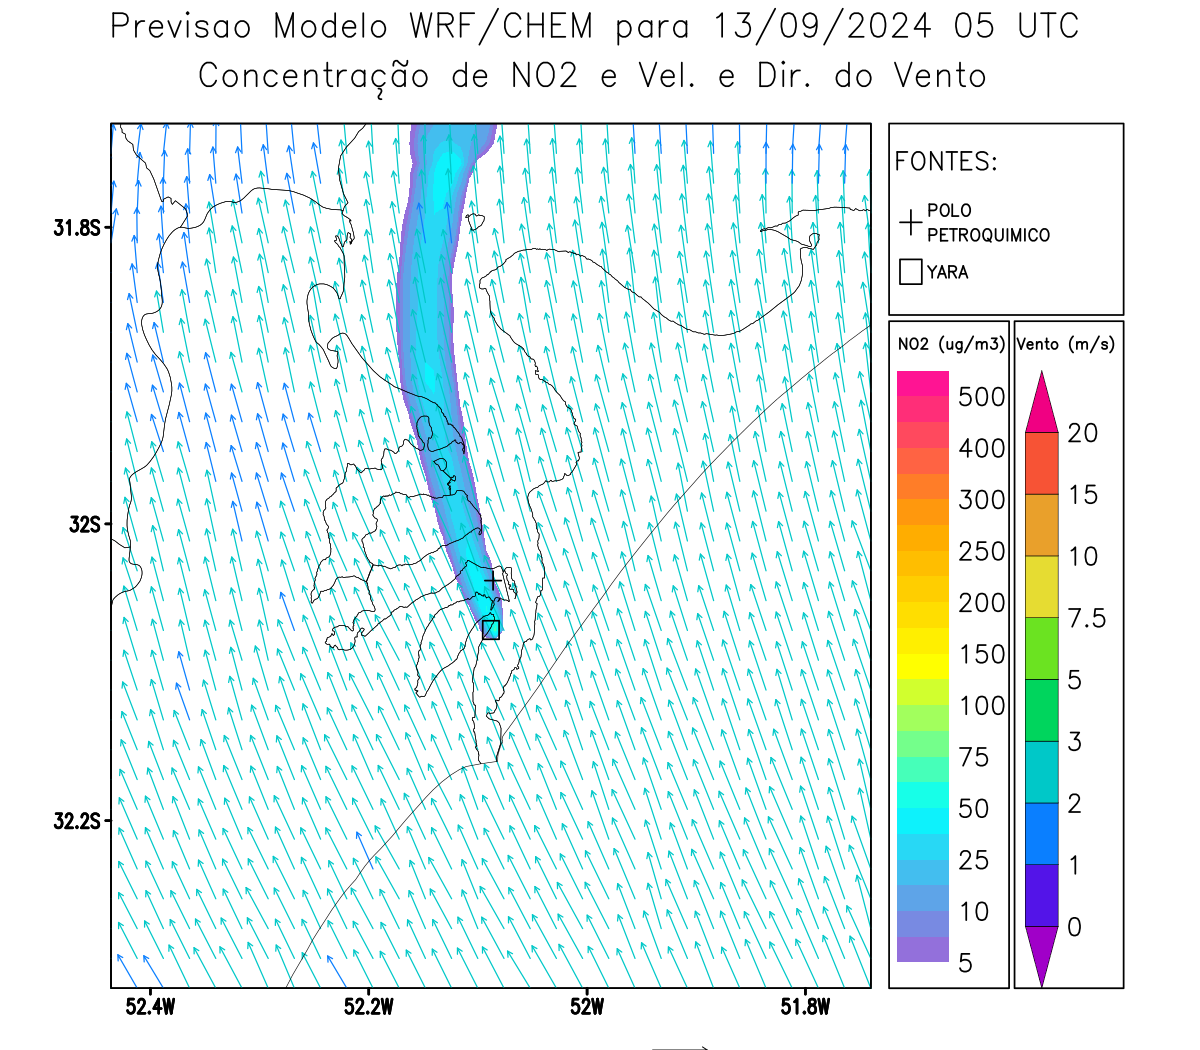 Previsao Modelo WRF/CHEM para 13/09/2024 05 UTC
Concentração de NO2 e Vel. e Dir. do Vento
FONTES:
POLO
PETROQUIMICO
YARA
NO2 (ug/m3)
500
400
300
250
200
150
100
75
50
25
10
5
Vento (m/s)
20
15
10
7.5
5
3
2
1
0
31.8S
32S
32.2S
52.4W
52.2W
52W
51.8W